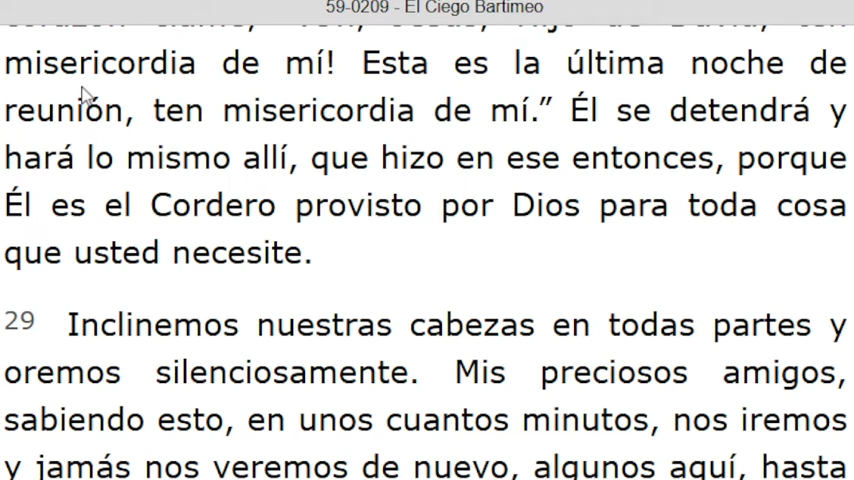 59-0209 - El Ciego Bartimeo
misericordia de mí! Esta es la última noche de
reunión, ten misericordia de mí.” Él se detendrá y
hará lo mismo allí, que hizo en ese entonces, porque
Él es el Cordero provisto por Dios para toda cosa
que usted necesite.
29 Inclinemos nuestras cabezas en todas partes y
oremos silenciosamente. Mis preciosos amigos,
sabiendo esto, en unos cuantos minutos, nos iremos
y jamás nos veremos de nuevo, algunos aquí, hasta